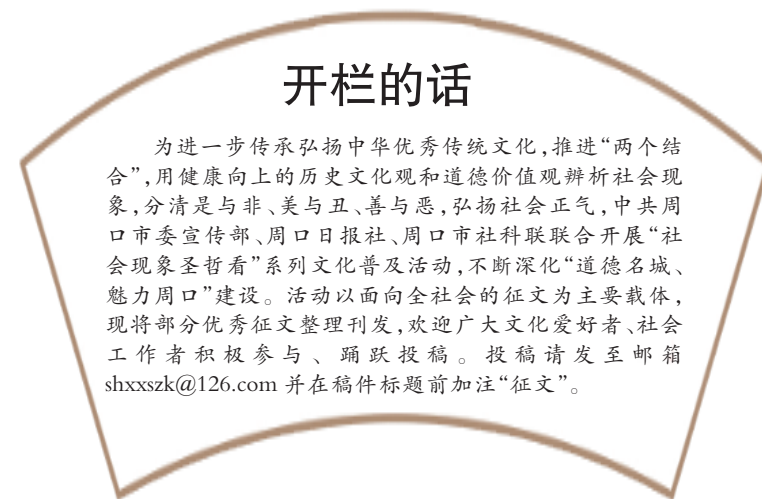 开栏的话
为进一步传承弘扬中华优秀传统文化,推进“两个结
合”,用健康向上的历史文化观和道德价值观辨析社会现
象,分清是与非、美与丑、善与恶,弘扬社会正气,中共周
口市委宣传部、周口日报社、周口市社科联联合开展“社
会现象圣哲看”系列文化普及活动,不断深化“道德名城、
魅力周口”建设。活动以面向全社会的征文为主要载体,
现将部分优秀征文整理刊发,欢迎广大文化爱好者、社会
工作者积极参与、踊跃投稿。投稿请发至邮箱
shxxszk@126.com 并在稿件标题前加注“征文”。